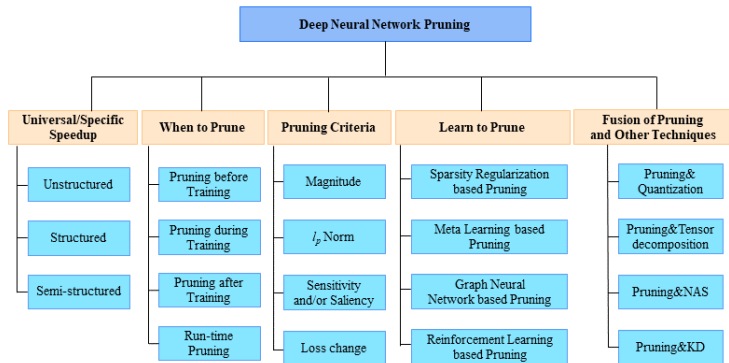 Deep Neural Network Pruning
Universal/Specific
Speedup
Unstructured
Structured
Semi-structured
When to Prune
Pruning before
Training
Pruning during
Training
Pruning after
Training
Run-time
Pruning
Pruning Criteria
Magnitude
lp Norm
Sensitivity
and/or Saliency
Loss change
Learn to Prune
Sparsity Regularization
based Pruning
Meta Learning based
Pruning
Graph Neural
Network based Pruning
Reinforcement Learning
based Pruning
Fusion of Pruning
and Other Techniques
Pruning&
Quantization
Pruning&Tensor
decomposition
Pruning&NAS
Pruning&KD